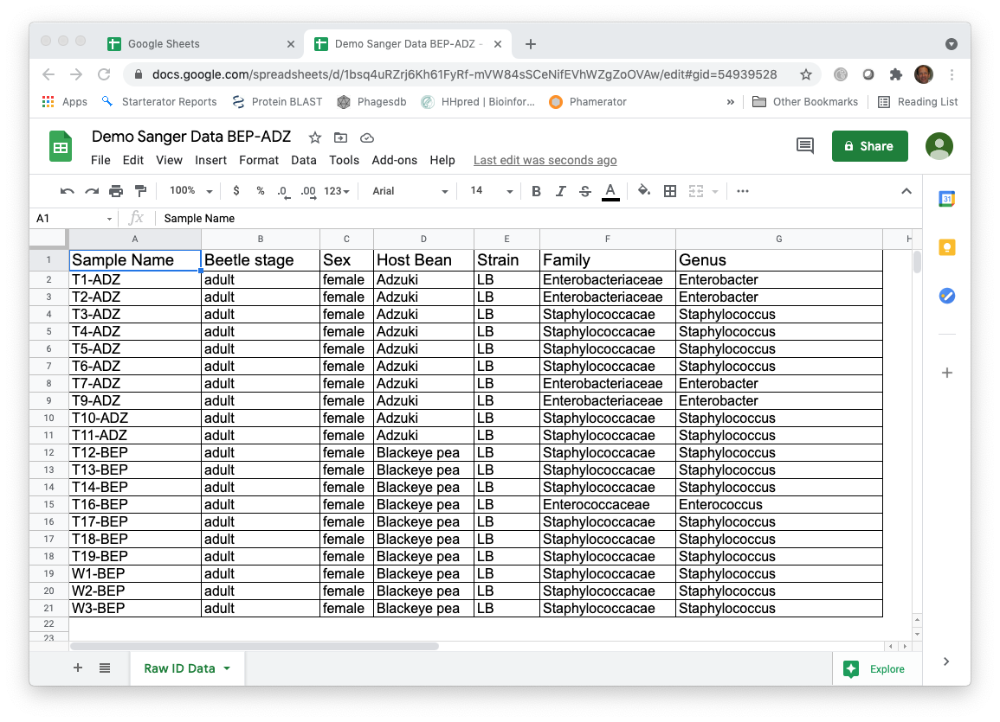 Google Sheets Demo Sanger Data BEP-ADZ -
docs.google.com/spreadsheets/d/1bsq4uRZrj6Kh61FyRf-mVW84sSCeNifEVhWZgZoOVAw/edit#gid=54939528
Apps Starterator Reports Protein BLAST Phagesdb HHpred | Bioinfor... Phamerator » Other Bookmarks Reading List
Demo Sanger Data BEP-ADZ
File Edit View Insert Format Data Tools Add-ons Help Last edit was seconds ago
Share
100% $ % .0 .00 123 Arial 14 B I S A
A1 fx Sample Name
A B C D E F G H
1 Sample Name Beetle stage Sex Host Bean Strain Family Genus
2 T1-ADZ adult female Adzuki LB Enterobacteriaceae Enterobacter
3 T2-ADZ adult female Adzuki LB Enterobacteriaceae Enterobacter
4 T3-ADZ adult female Adzuki LB Staphylococcacae Staphylococcus
5 T4-ADZ adult female Adzuki LB Staphylococcacae Staphylococcus
6 T5-ADZ adult female Adzuki LB Staphylococcacae Staphylococcus
7 T6-ADZ adult female Adzuki LB Staphylococcacae Staphylococcus
8 T7-ADZ adult female Adzuki LB Enterobacteriaceae Enterobacter
9 T9-ADZ adult female Adzuki LB Enterobacteriaceae Enterobacter
10 T10-ADZ adult female Adzuki LB Staphylococcacae Staphylococcus
11 T11-ADZ adult female Adzuki LB Staphylococcacae Staphylococcus
12 T12-BEP adult female Blackeye pea LB Staphylococcacae Staphylococcus
13 T13-BEP adult female Blackeye pea LB Staphylococcacae Staphylococcus
14 T14-BEP adult female Blackeye pea LB Staphylococcacae Staphylococcus
15 T16-BEP adult female Blackeye pea LB Enterococcaceae Enterococcus
16 T17-BEP adult female Blackeye pea LB Staphylococcacae Staphylococcus
17 T18-BEP adult female Blackeye pea LB Staphylococcacae Staphylococcus
18 T19-BEP adult female Blackeye pea LB Staphylococcacae Staphylococcus
19 W1-BEP adult female Blackeye pea LB Staphylococcacae Staphylococcus
20 W2-BEP adult female Blackeye pea LB Staphylococcacae Staphylococcus
21 W3-BEP adult female Blackeye pea LB Staphylococcacae Staphylococcus
22
23
Raw ID Data Explore
31